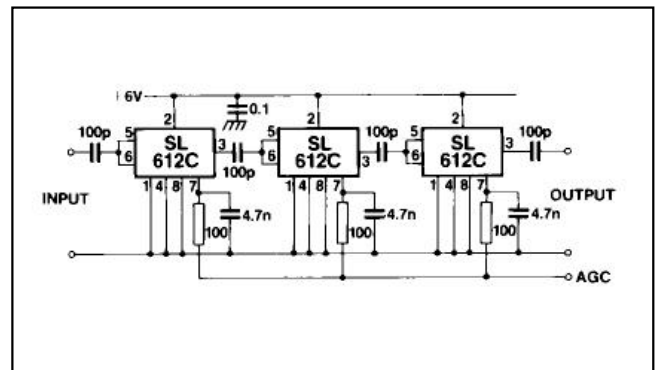 +6V
0.1
2
2
2
100p
5
6
SL
612C
3
100p
5
6
SL
612C
3
100p
5
6
SL
612C
3
100p
INPUT
1 4 8 7
4.7n
100
1 4 8 7
4.7n
100
1 4 8 7
4.7n
100
OUTPUT
AGC